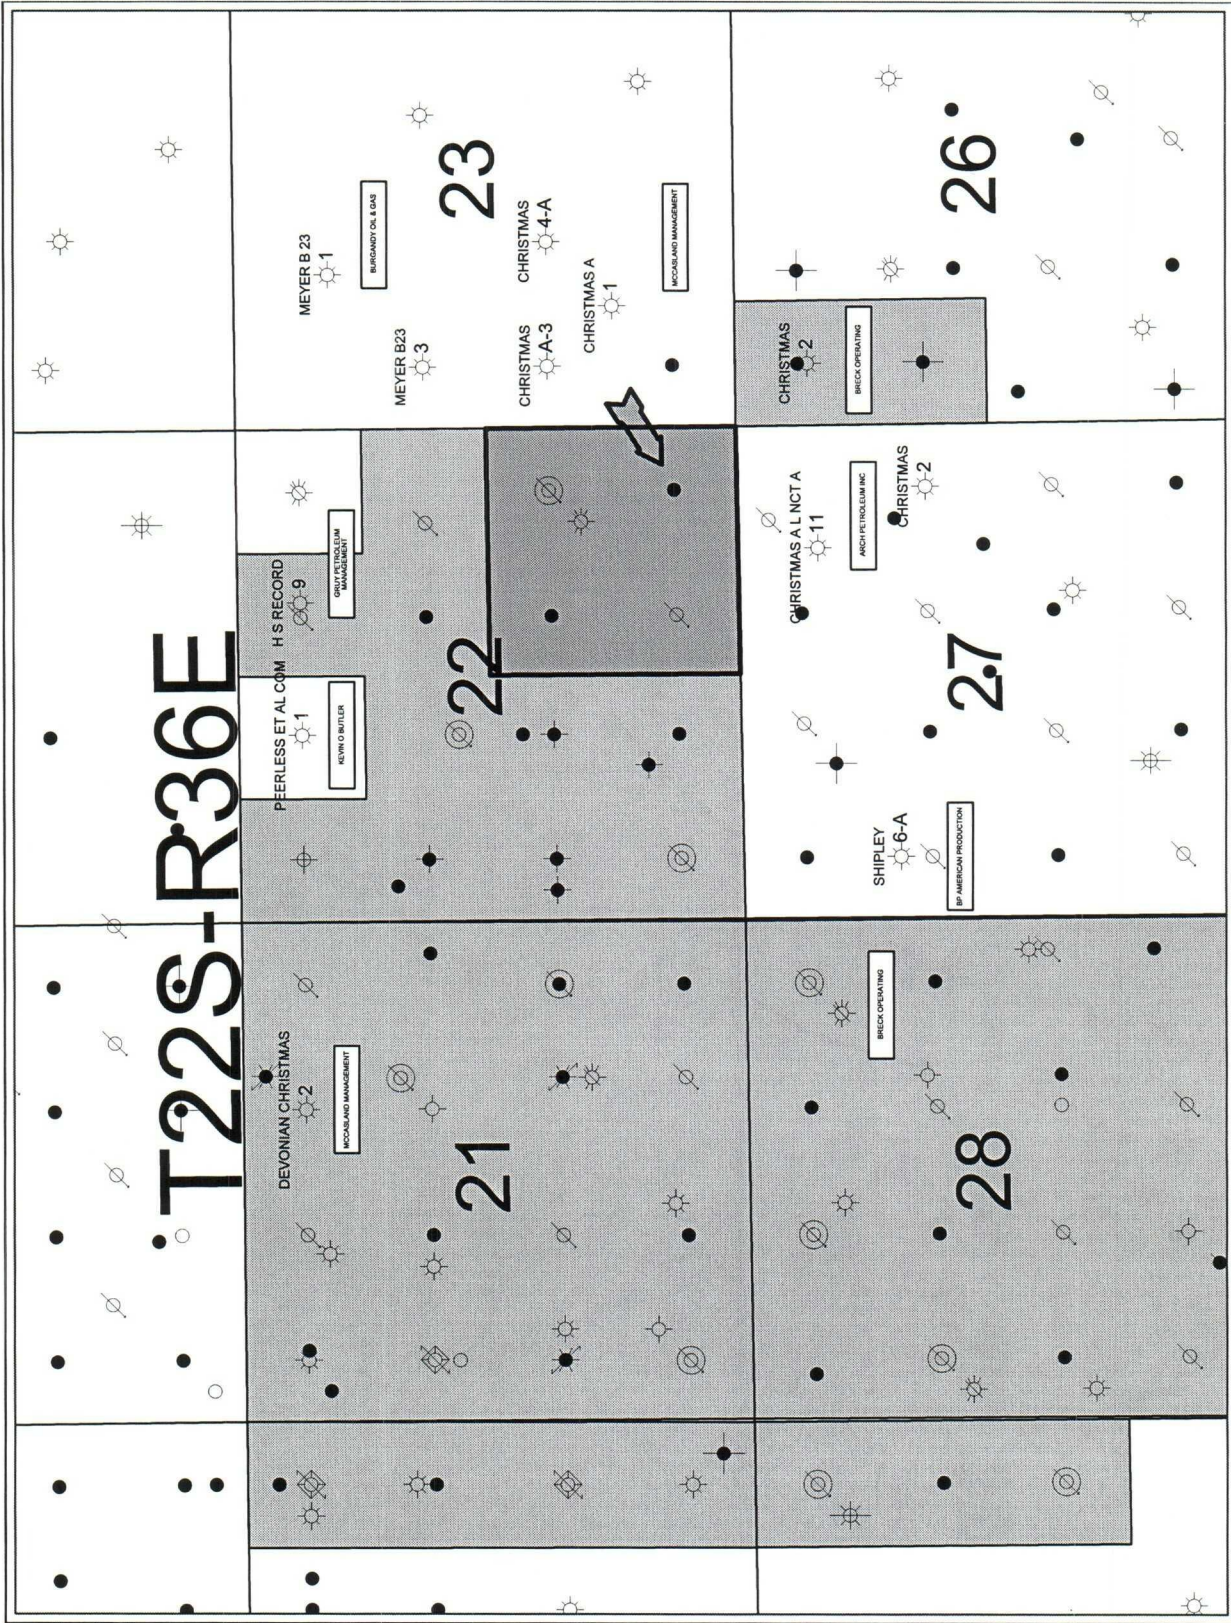 T22S-R36E
23
MEYER B 23
1
BURGANDY OIL & GAS
MEYER B23
3
CHRISTMAS
4-A
CHRISTMAS
A-3
CHRISTMAS A
1
MCCASLAND MANAGEMENT
26
CHRISTMAS
2
BRECK OPERATING
22
H S RECORD
9
GRUY PETROLEUM
MANAGEMENT
PEERLESS ET AL COM
1
KEVIN O BUTLER
27
CHRISTMAS A L NCT A
11
ARCH PETROLEUM INC
CHRISTMAS
2
SHIPLEY
6-A
BP AMERICAN PRODUCTION
21
DEVONIAN CHRISTMAS
2
MCCASLAND MANAGEMENT
28
BRECK OPERATING